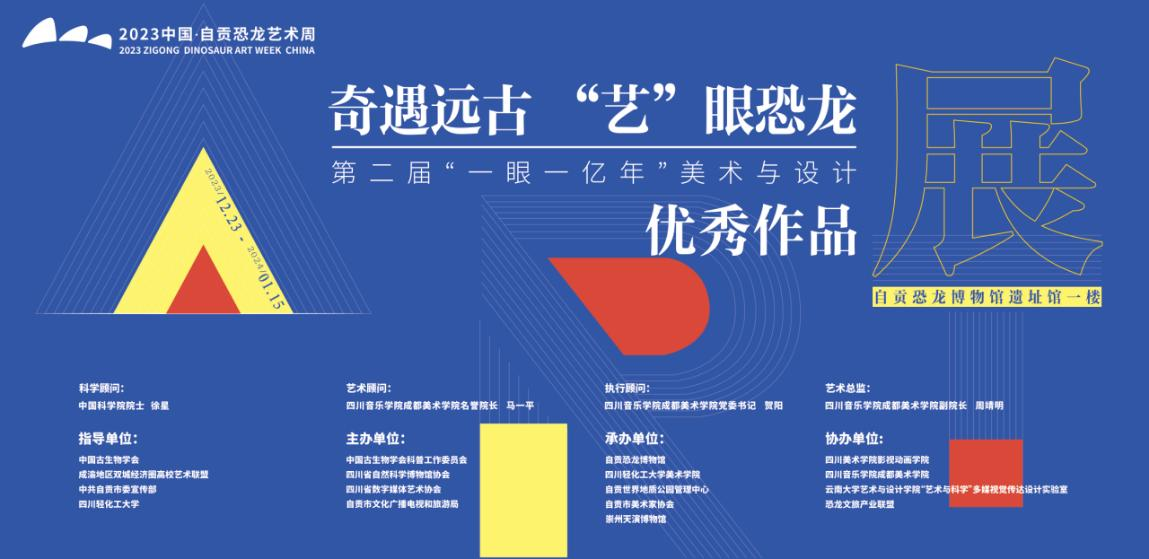 2023中国·自贡恐龙艺术周
2023 ZIGONG DINOSAUR ART WEEK CHINA
奇遇远古 “艺”眼恐龙
第二届“一眼一亿年”美术与设计
优秀作品
展
自贡恐龙博物馆遗址馆一楼
2023/12.23 - 2024/01.15
科学顾问：
中国科学院院士 徐星
艺术顾问：
四川音乐学院成都美术学院名誉院长 马一平
执行顾问：
四川音乐学院成都美术学院党委书记 贺阳
艺术总监：
四川音乐学院成都美术学院副院长 周靖明
指导单位：
中国古生物学会
成渝地区双城经济圈高校艺术联盟
中共自贡市委宣传部
四川轻化工大学
主办单位：
中国古生物学会科普工作委员会
四川省自然科学博物馆协会
四川省数字媒体艺术协会
自贡市文化广播电视和旅游局
承办单位：
自贡恐龙博物馆
四川轻化工大学美术学院
自贡世界地质公园管理中心
自贡市美术家协会
崇州天演博物馆
协办单位：
四川美术学院影视动画学院
四川音乐学院成都美术学院
云南大学艺术与设计学院“艺术与科学”多媒视觉传达设计实验室
恐龙文旅产业联盟